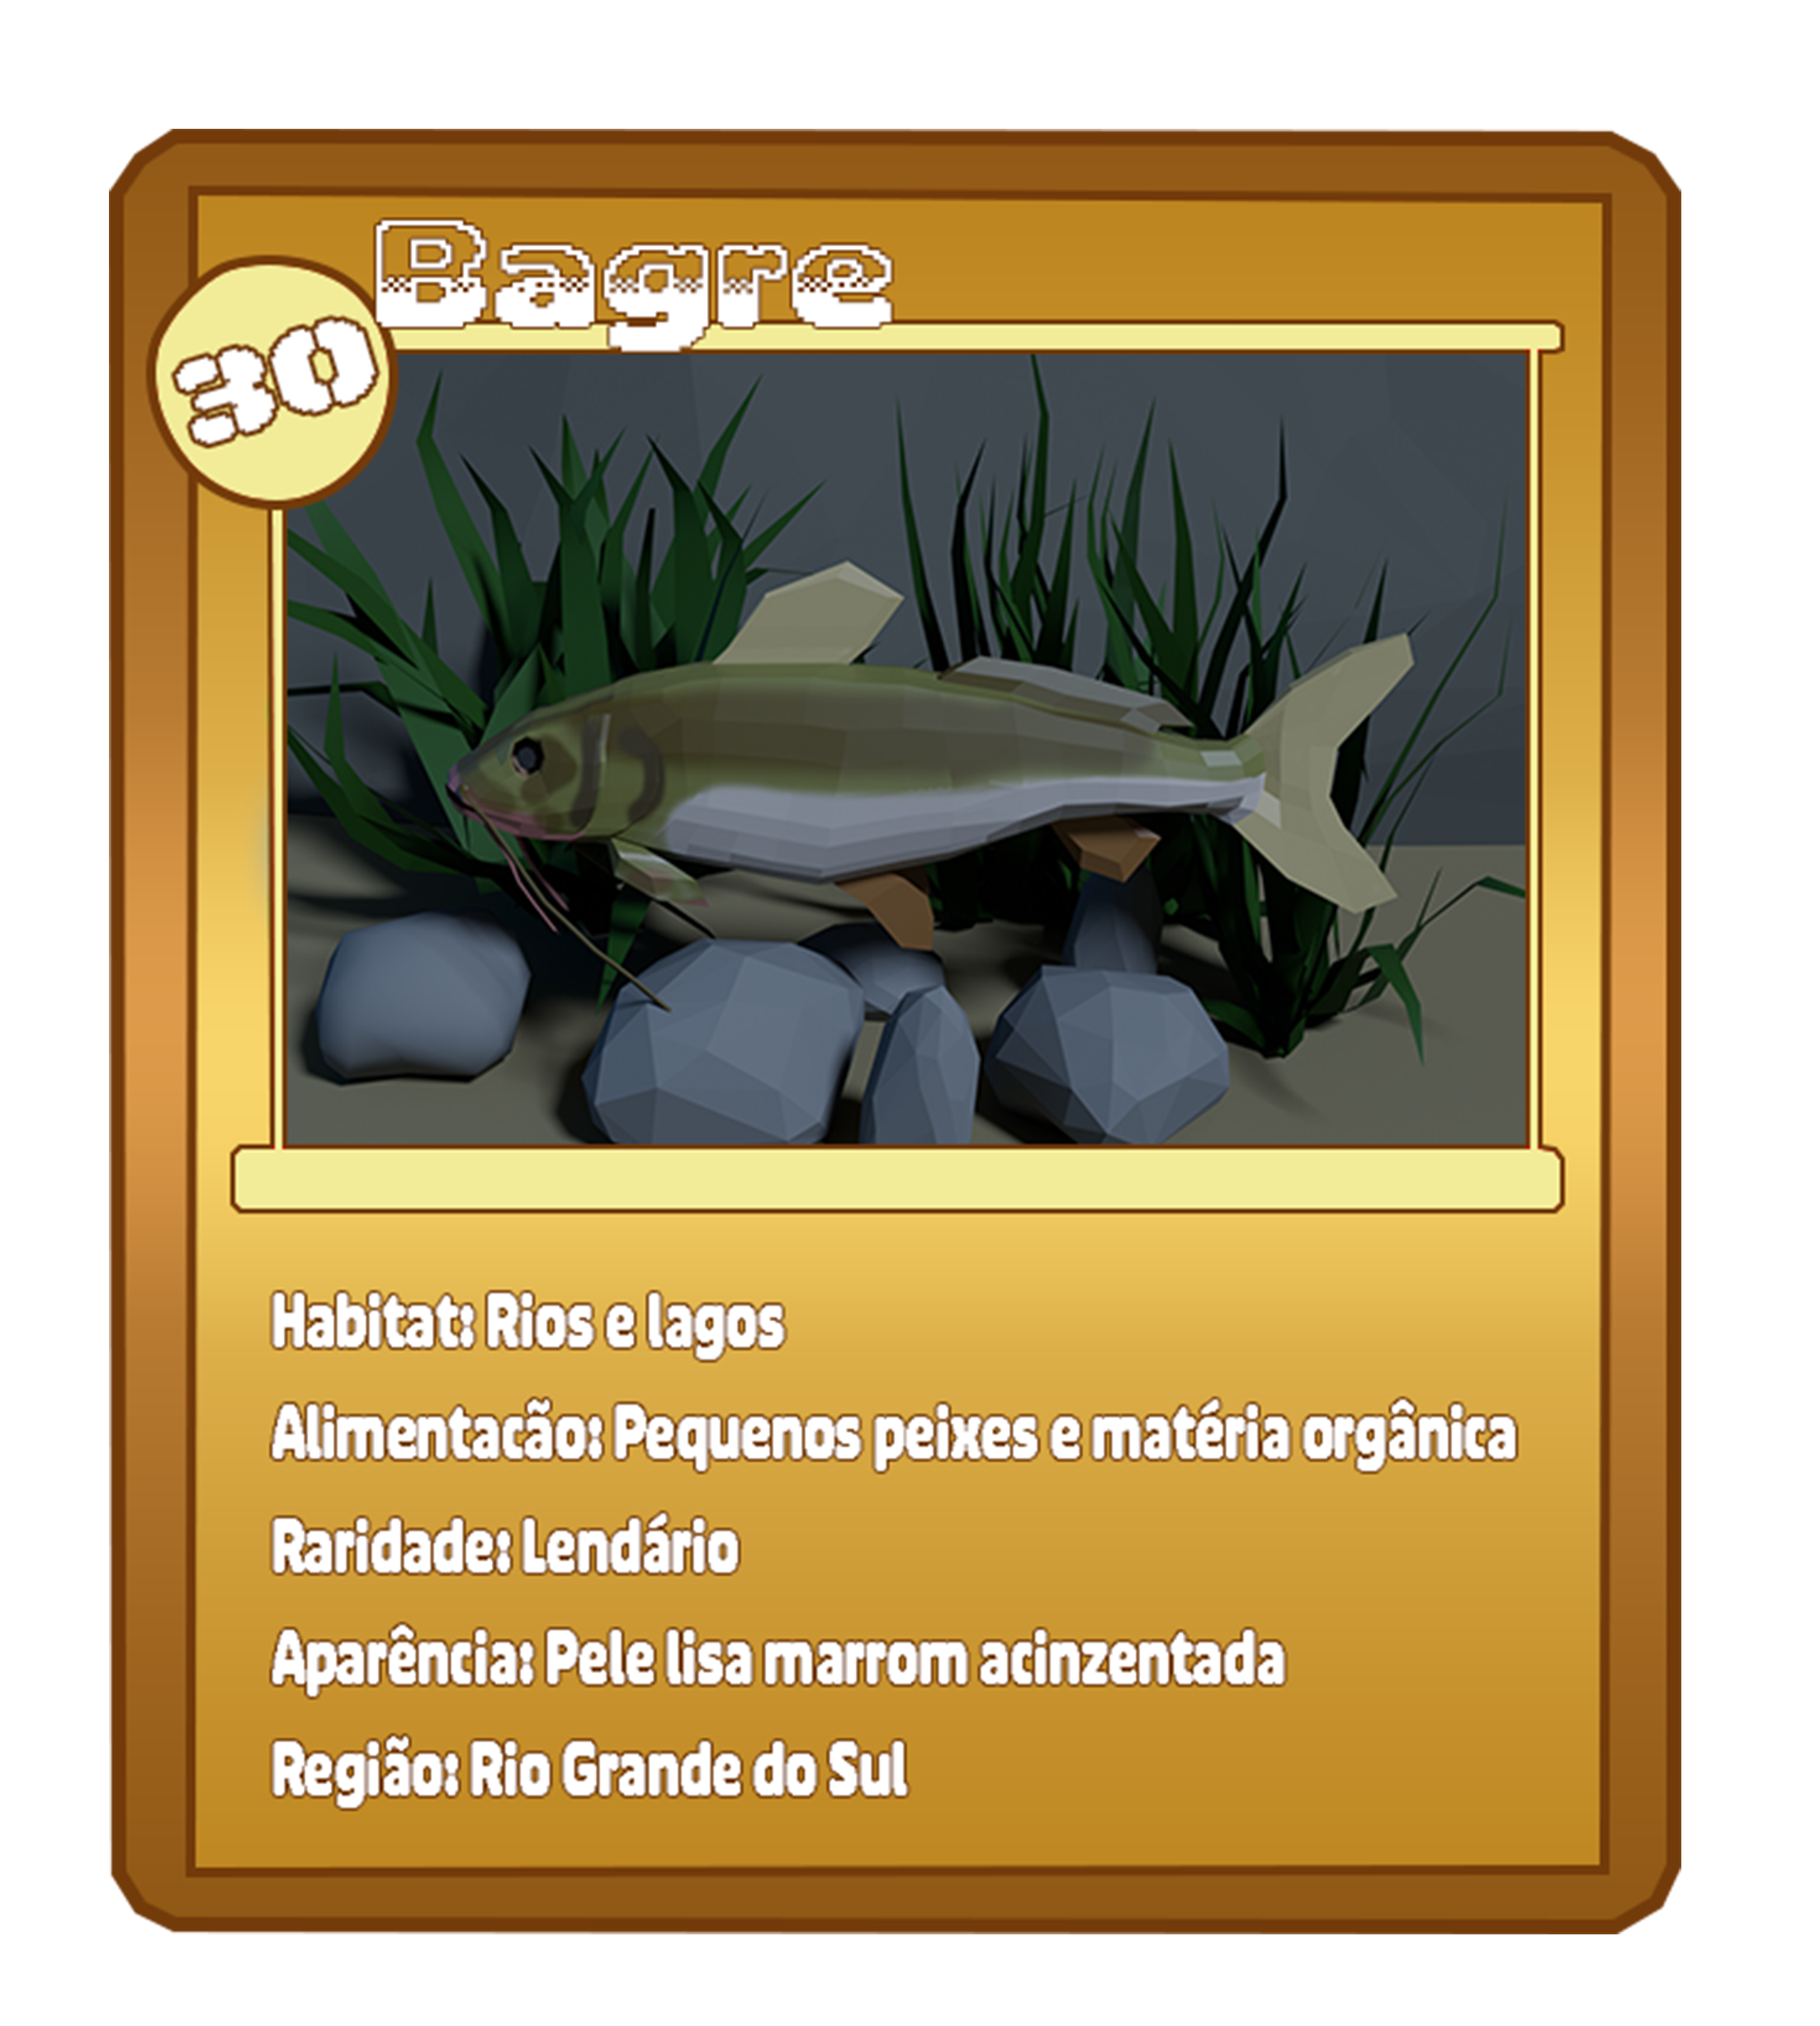 Bagre
30
Habitat: Rios e lagos
Alimentacão: Pequenos peixes e matéria orgânica
Raridade: Lendário
Aparência: Pele lisa marrom acinzentada
Região: Rio Grande do Sul